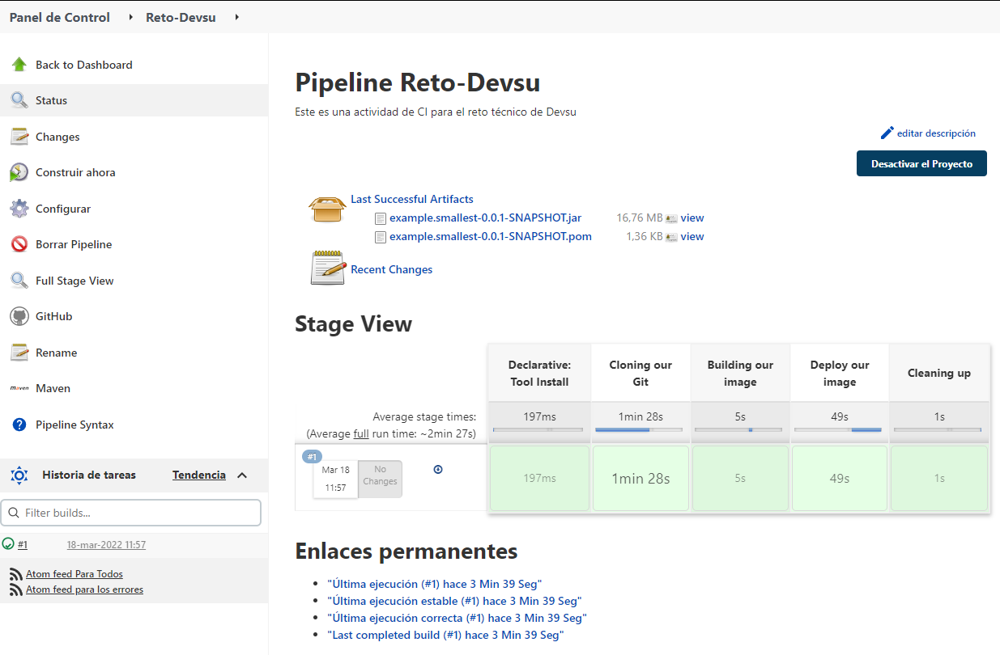 Panel de Control Reto-Devsu
Back to Dashboard
Status
Changes
Construir ahora
Configurar
Borrar Pipeline
Full Stage View
GitHub
Rename
maven Maven
? Pipeline Syntax
Historia de tareas Tendencia
Filter builds...
#1 18-mar-2022 11:57
Atom feed Para Todos
Atom feed para los errores
Pipeline Reto-Devsu
Este es una actividad de CI para el reto técnico de Devsu
editar descripción
Desactivar el Proyecto
Last Successful Artifacts
example.smallest-0.0.1-SNAPSHOT.jar 16,76 MB view
example.smallest-0.0.1-SNAPSHOT.pom 1,36 KB view
Recent Changes
Stage View
Declarative: Cloning our Building our Deploy our Cleaning up
Tool Install Git image image
Average stage times: 197ms 1min 28s 5s 49s 1s
(Average full run time: ~2min 27s)
#1
Mar 18 No
11:57 Changes
197ms 1min 28s 5s 49s 1s
Enlaces permanentes
"Última ejecución (#1) hace 3 Min 39 Seg"
"Última ejecución estable (#1) hace 3 Min 39 Seg"
"Última ejecución correcta (#1) hace 3 Min 39 Seg"
"Last completed build (#1) hace 3 Min 39 Seg"